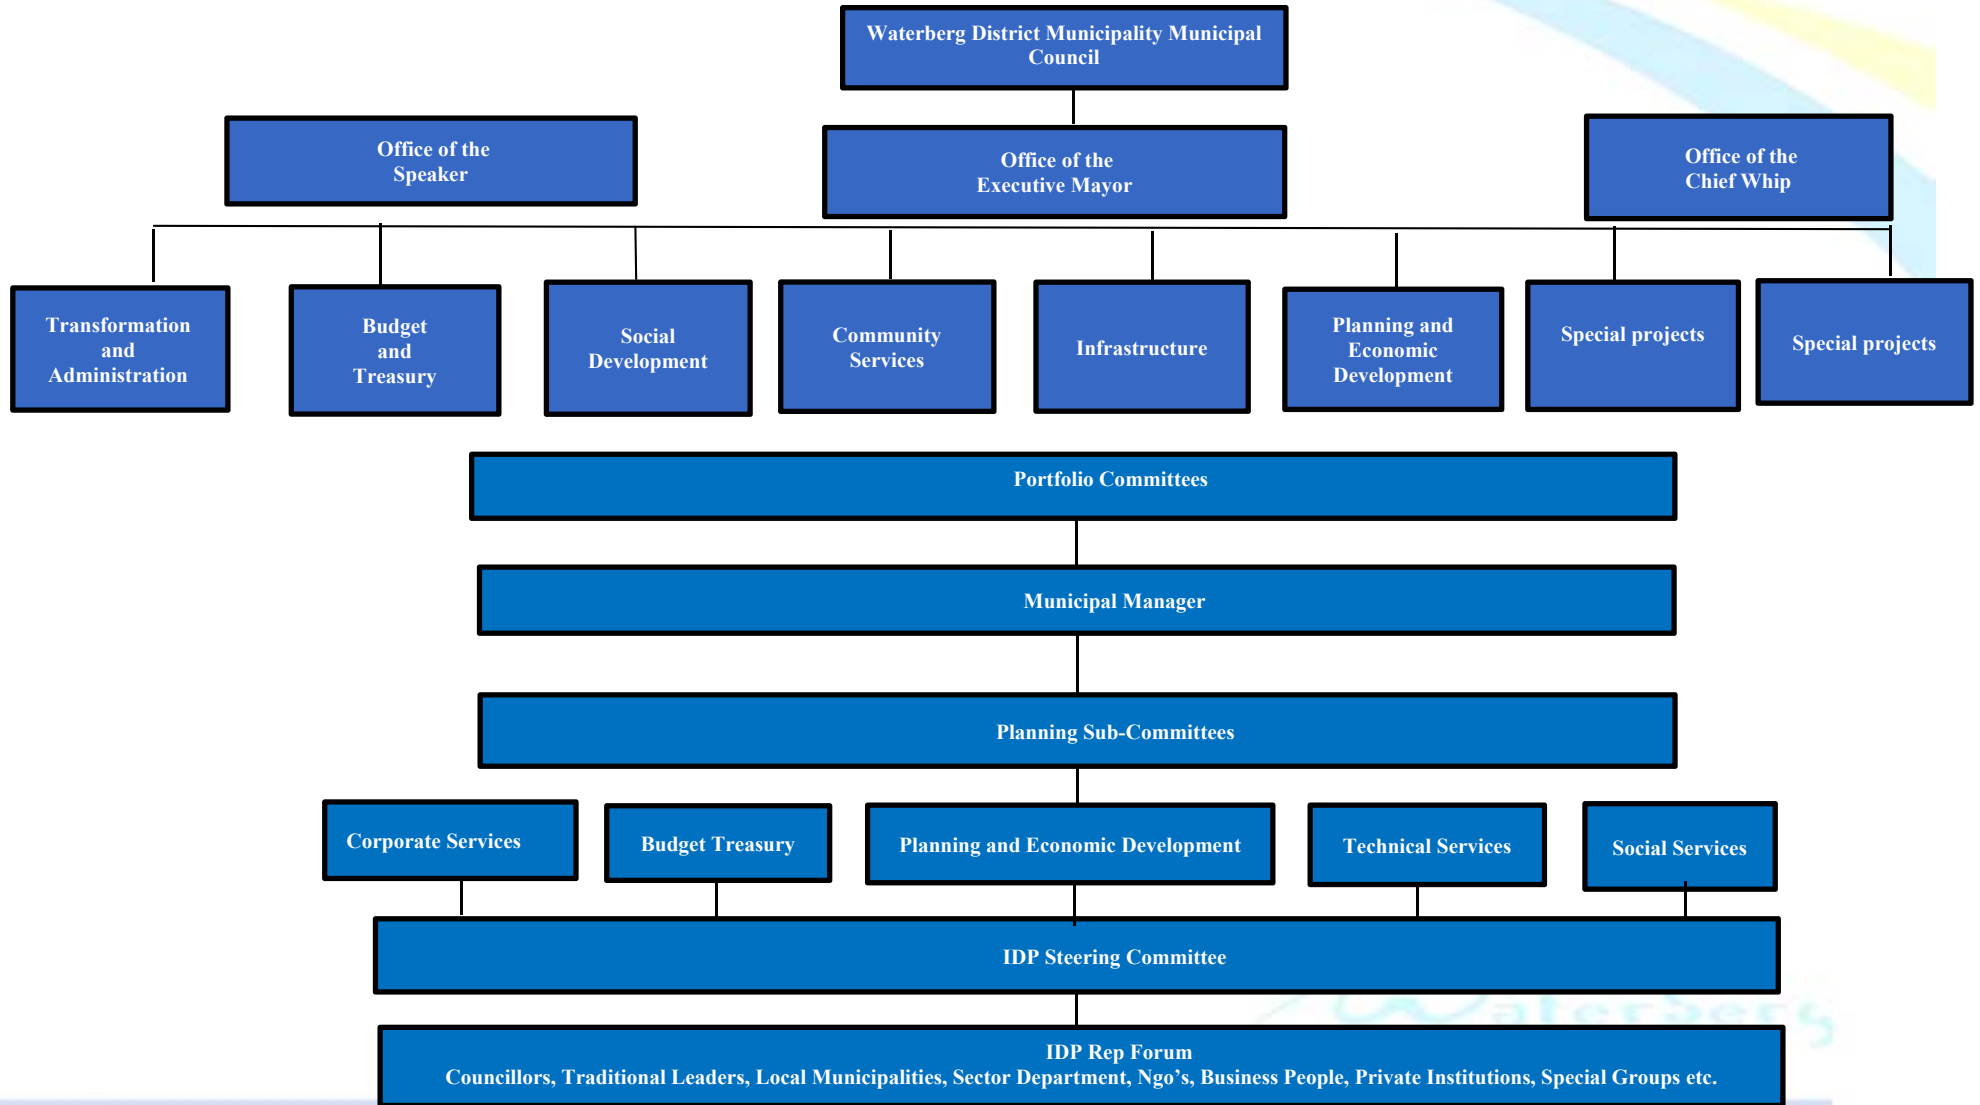 Waterberg District Municipality Municipal
Council
Office of the
Speaker
Office of the
Executive Mayor
Office of the
Chief Whip
Transformation
and
Administration
Budget
and
Treasury
Social
Development
Community
Services
Infrastructure
Planning and
Economic
Development
Special projects
Special projects
Portfolio Committees
Municipal Manager
Planning Sub-Committees
Corporate Services
Budget Treasury
Planning and Economic Development
Technical Services
Social Services
IDP Steering Committee
Waterberg
IDP Rep Forum
Councillors, Traditional Leaders, Local Municipalities, Sector Department, Ngo’s, Business People, Private Institutions, Special Groups etc.